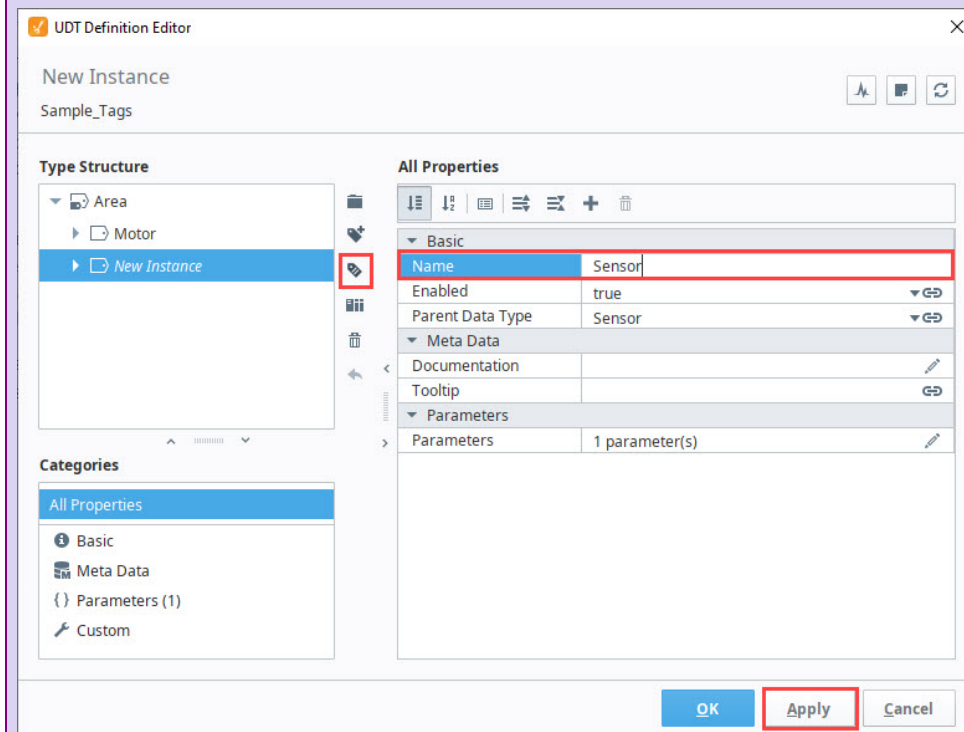 UDT Definition Editor
New Instance
Sample_Tags
Type Structure
Area
Motor
New Instance
Categories
All Properties
Basic
Meta Data
{ } Parameters (1)
Custom
All Properties
Basic
Name Sensor
Enabled true
Parent Data Type Sensor
Meta Data
Documentation
Tooltip
Parameters
Parameters 1 parameter(s)
OK Apply Cancel